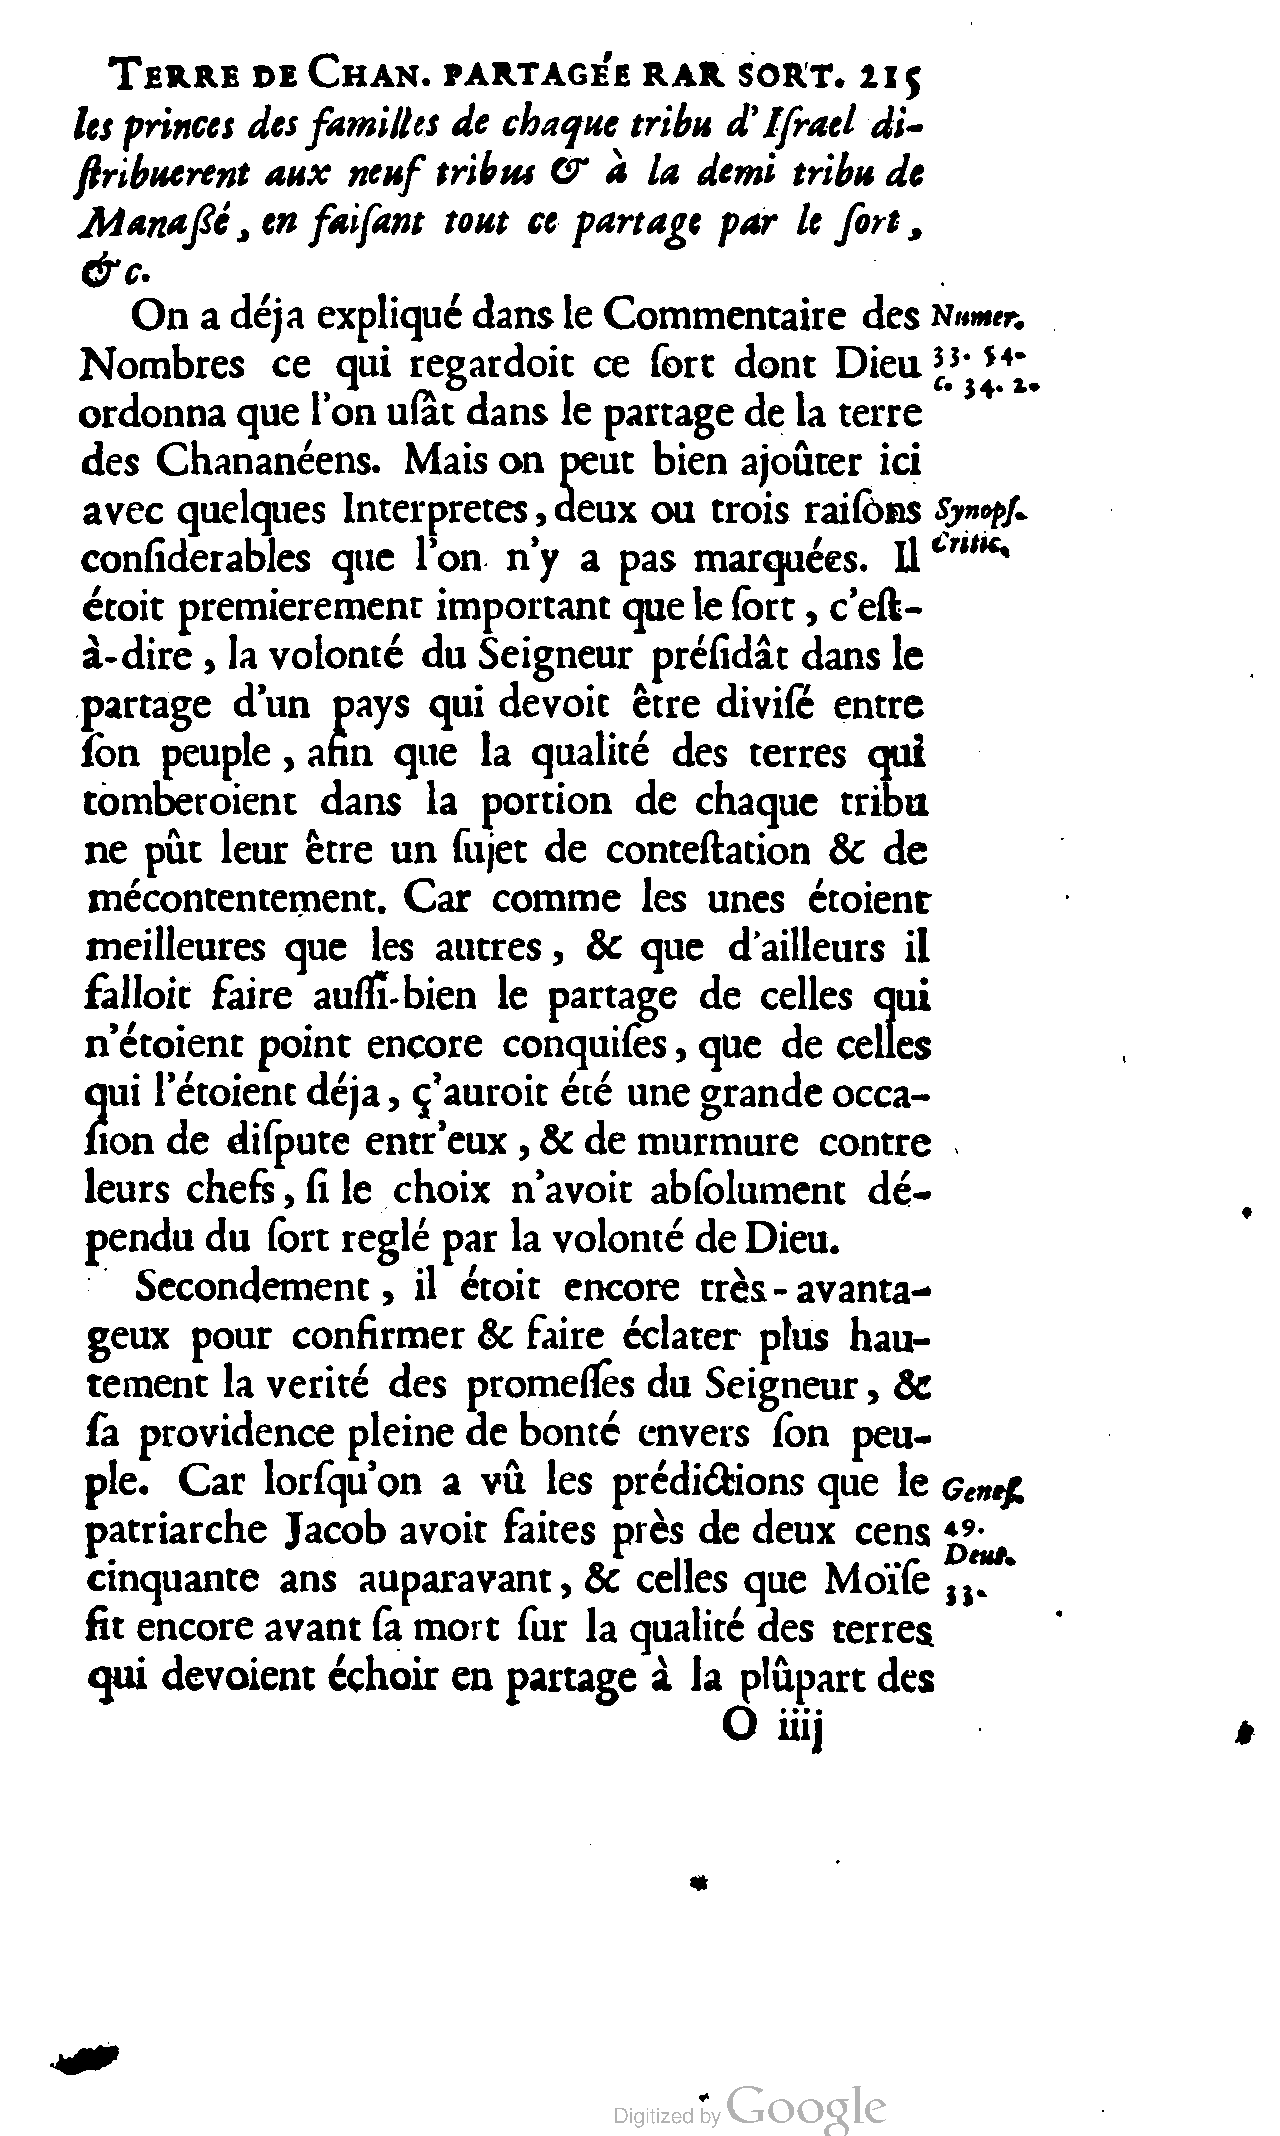 TERRE DE CHAN. PARTAGÉE RAR SORT. 215
les princes des familles de chaque tribu d'Iſrael di-
ſtribuerent aux neuf tribus & à la demi tribu de
Manaßé, en faiſant tout ce partage par le ſort,
&c.
On a déja expliqué dans le Commentaire des
Numer.
Nombres ce qui regardoit ce ſort dont Dieu
33. 54.
c. 34. 2.
ordonna que l'on uſât dans le partage de la terre
des Chananéens. Mais on peut bien ajoûter ici
avec quelques Interpretes, deux ou trois raiſons
Synopſ.
conſiderables que l'on n'y a pas marquées. Il
Critic.
étoit premierement important que le ſort, c'eſt-
à-dire, la volonté du Seigneur préſidât dans le
partage d'un pays qui devoit être diviſé entre
ſon peuple, afin que la qualité des terres qui
tomberoient dans la portion de chaque tribu
ne pût leur être un ſujet de conteſtation & de
mécontentement. Car comme les unes étoient
meilleures que les autres, & que d'ailleurs il
falloit faire auſſi-bien le partage de celles qui
n'étoient point encore conquiſes, que de celles
qui l'étoient déja, ç'auroit été une grande occa-
ſion de diſpute entr'eux, & de murmure contre
leurs chefs, ſi le choix n'avoit abſolument dé-
pendu du ſort reglé par la volonté de Dieu.
Secondement, il étoit encore très-avanta-
geux pour confirmer & faire éclater plus hau-
tement la verité des promeſſes du Seigneur, &
ſa providence pleine de bonté envers ſon peu-
ple. Car lorſqu'on a vû les prédictions que le
Geneſ.
patriarche Jacob avoit faites près de deux cens
49.
Deut.
cinquante ans auparavant, & celles que Moïſe
33.
fit encore avant ſa mort ſur la qualité des terres
qui devoient échoir en partage à la plûpart des
O iiij
Digitized by Google